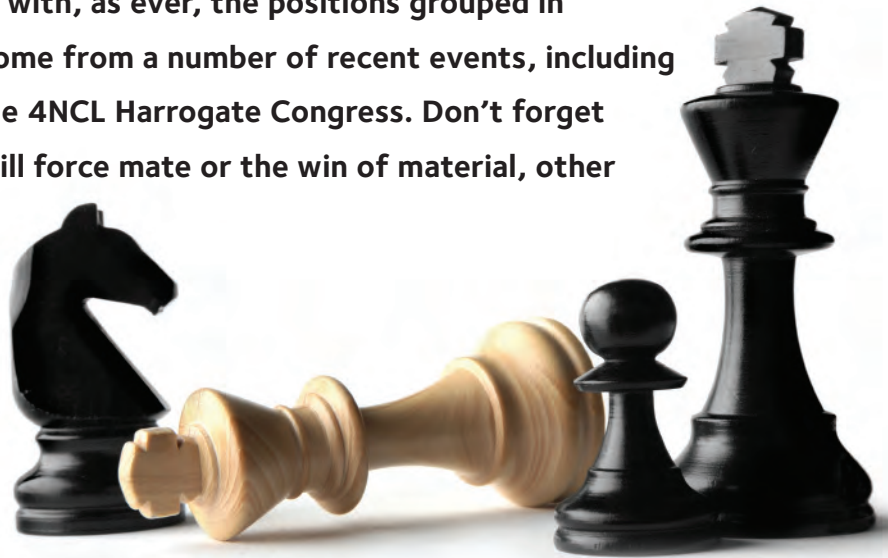 with, as ever, the positions grouped in
ome from a number of recent events, including
e 4NCL Harrogate Congress. Don’t forget
ill force mate or the win of material, other